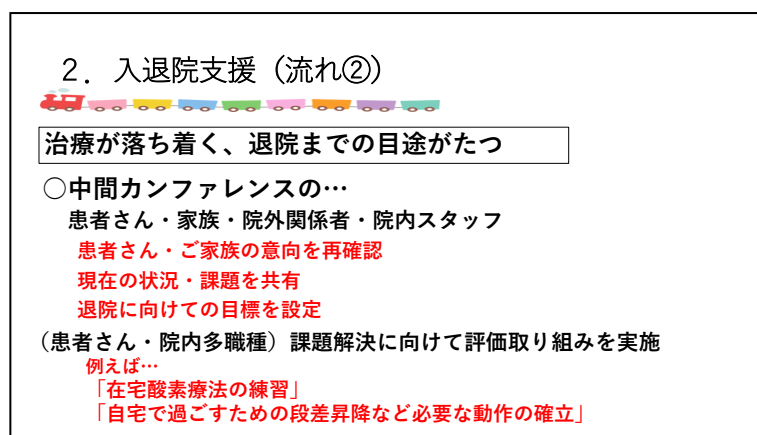 ２．入退院支援（流れ②）
治療が落ち着く、退院までの目途がたつ
○中間カンファレンスの…
患者さん・家族・院外関係者・院内スタッフ
患者さん・ご家族の意向を再確認
現在の状況・課題を共有
退院に向けての目標を設定
（患者さん・院内多職種）課題解決に向けて評価取り組みを実施
例えば…
「在宅酸素療法の練習」
「自宅で過ごすための段差昇降など必要な動作の確立」